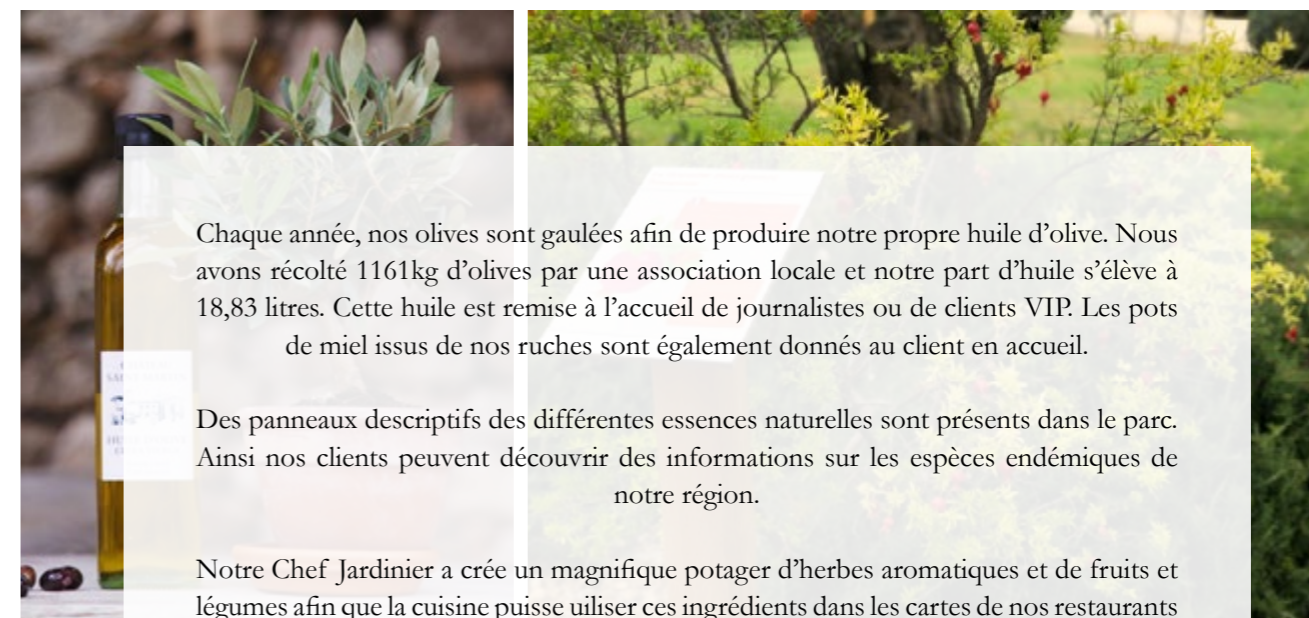 Chaque année, nos olives sont gaulées afin de produire notre propre huile d’olive. Nous
avons récolté 1161kg d’olives par une association locale et notre part d’huile s’élève à
18,83 litres. Cette huile est remise à l’accueil de journalistes ou de clients VIP. Les pots
de miel issus de nos ruches sont également donnés au client en accueil.
Des panneaux descriptifs des différentes essences naturelles sont présents dans le parc.
Ainsi nos clients peuvent découvrir des informations sur les espèces endémiques de
notre région.
Notre Chef Jardinier a crée un magnifique potager d’herbes aromatiques et de fruits et
légumes afin que la cuisine puisse uiliser ces ingrédients dans les cartes de nos restaurants